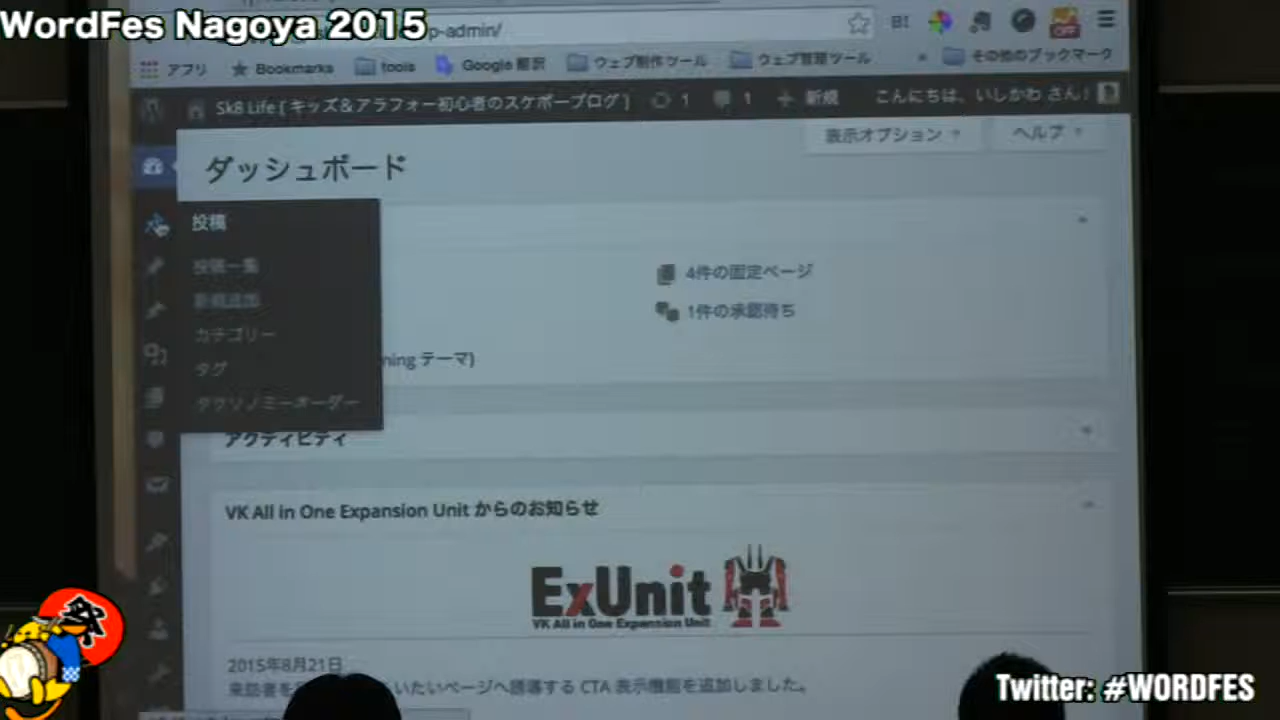 WordFes Nagoya 2015
p-admin/
アプリ Bookmarks tools Google 翻訳 ウェブ制作ツール ウェブ管理ツール » その他のブックマーク
Sk8 Life [ キッズ&アラフォー初心者のスケボーブログ ] 1 1 + 新規 こんにちは、いしかわ さん!
表示オプション ヘルプ
ダッシュボード
投稿
投稿一覧
新規追加
カテゴリー
タグ
タクソノミーオーダー
4件の固定ページ
1件の承認待ち
ning テーマ)
アクティビティ
VK All in One Expansion Unit からのお知らせ
ExUnit
VK All in One Expansion Unit
2015年8月21日
来訪者を いたいページへ誘導する CTA 表示機能を追加しました。
祭
Twitter: #WORDFES